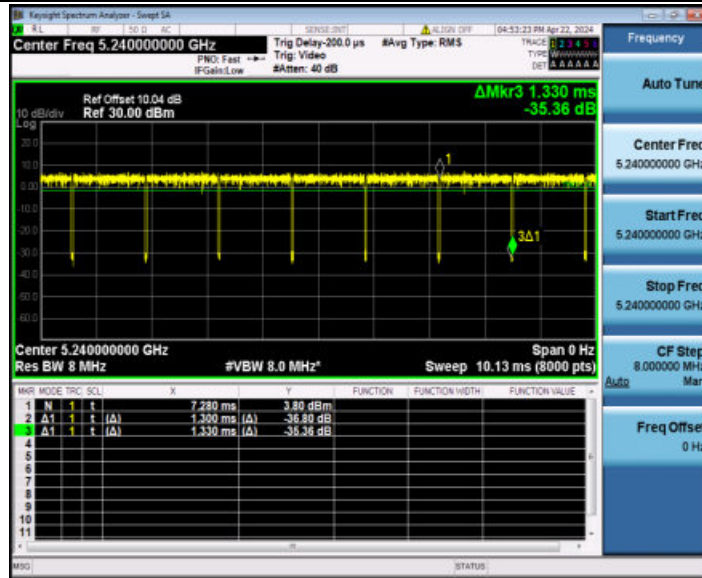 Keysight Spectrum Analyzer - Swept SA
RL RF 50 Ω AC SENSE:INT ALIGN OFF 04:53:23 PM Apr 22, 2024
Center Freq 5.240000000 GHz
PNO: Fast
IFGain:Low
Trig Delay-200.0 µs
Trig: Video
#Atten: 40 dB
#Avg Type: RMS
TRACE 1 2 3 4 5 6
TYPE
DET A A A A A A
Ref Offset 10.04 dB
Ref 30.00 dBm
10 dB/div
Log
ΔMkr3 1.330 ms
-35.36 dB
20.0
10.0
0.00
-10.0
-20.0
-30.0
-40.0
-50.0
-60.0
1
3Δ1
Center 5.240000000 GHz
Span 0 Hz
Res BW 8 MHz
#VBW 8.0 MHz*
Sweep 10.13 ms (8000 pts)
MKR MODE TRC SCL X Y FUNCTION FUNCTION WIDTH FUNCTION VALUE
1 N 1 t 7.280 ms 3.80 dBm
2 Δ1 1 t (Δ) 1.300 ms (Δ) -36.80 dB
3 Δ1 1 t (Δ) 1.330 ms (Δ) -35.36 dB
4
5
6
7
8
9
10
11
MSG
STATUS
Frequency
Auto Tune
Center Freq
5.240000000 GHz
Start Freq
5.240000000 GHz
Stop Freq
5.240000000 GHz
CF Step
8.000000 MHz
Auto Man
Freq Offset
0 Hz